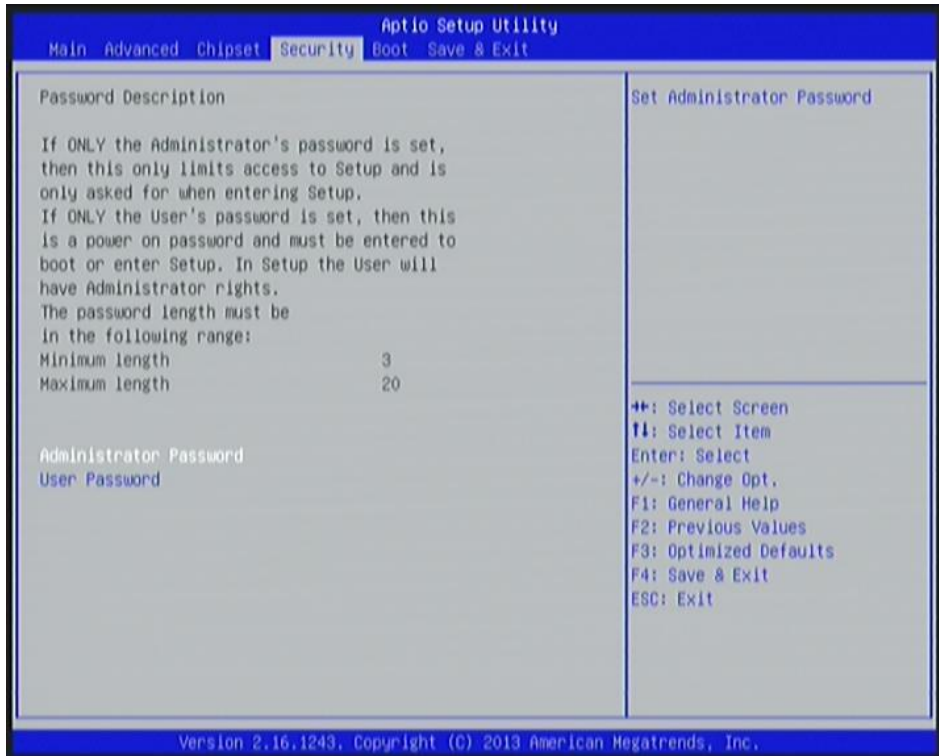 Aptio Setup Utility
Main Advanced Chipset Security Boot Save & Exit
Password Description
If ONLY the Administrator's password is set,
then this only limits access to Setup and is
only asked for when entering Setup.
If ONLY the User's password is set, then this
is a power on password and must be entered to
boot or enter Setup. In Setup the User will
have Administrator rights.
The password length must be
in the following range:
Minimum length 3
Maximum length 20
Administrator Password
User Password
Set Administrator Password
→←: Select Screen
↑↓: Select Item
Enter: Select
+/-: Change Opt.
F1: General Help
F2: Previous Values
F3: Optimized Defaults
F4: Save & Exit
ESC: Exit
Version 2.16.1243. Copyright (C) 2013 American Megatrends, Inc.